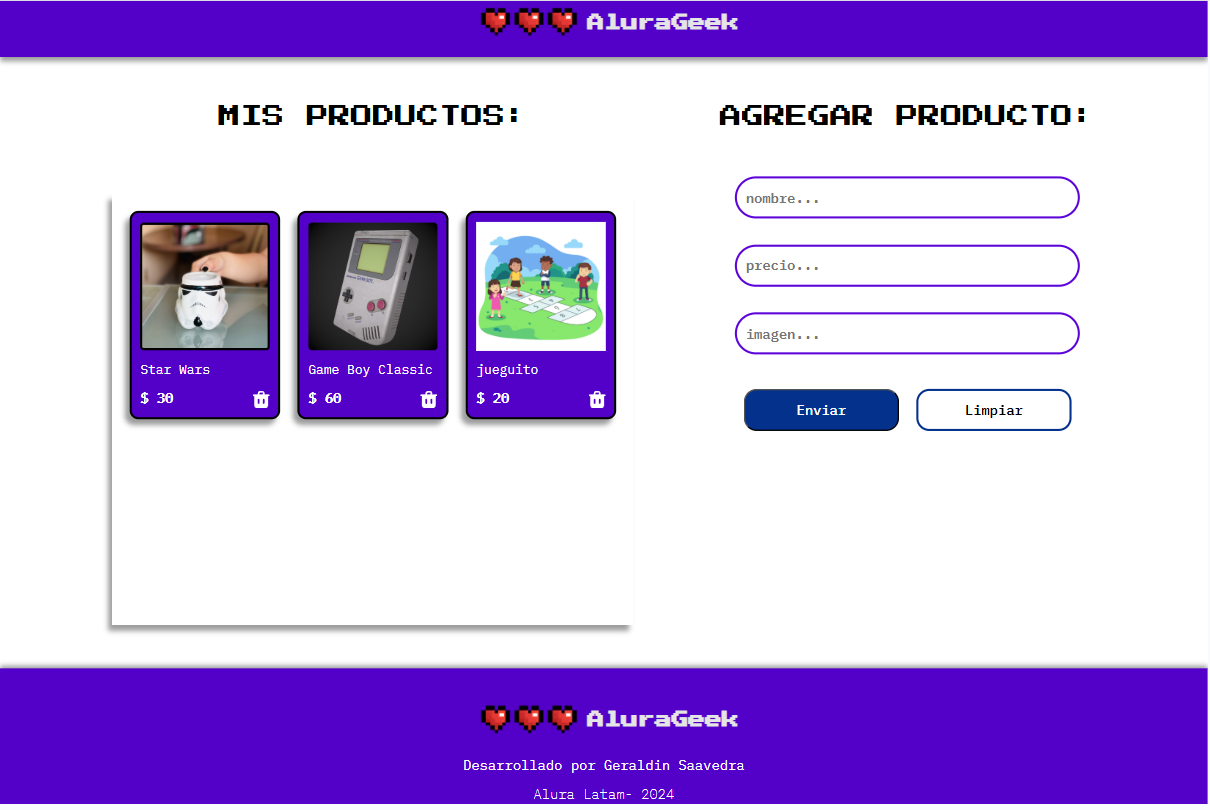 AluraGeek
MIS PRODUCTOS:
Star Wars
$ 30
Game Boy Classic
$ 60
jueguito
$ 20
AGREGAR PRODUCTO:
nombre...
precio...
imagen...
Enviar
Limpiar
AluraGeek
Desarrollado por Geraldin Saavedra
Alura Latam- 2024